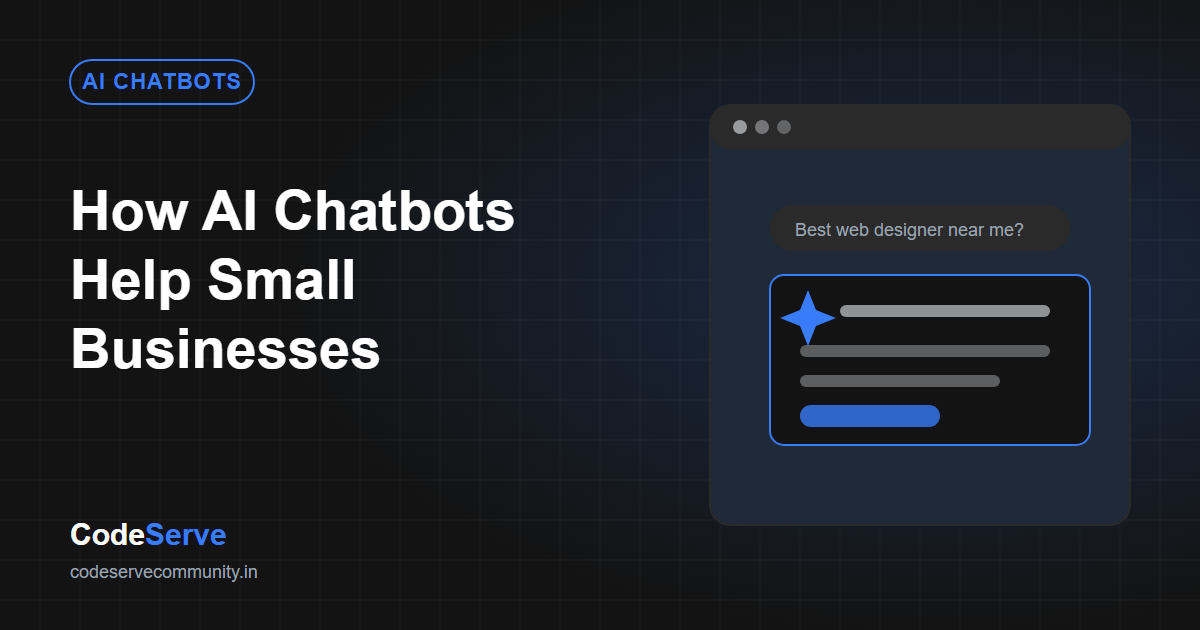 AI CHATBOTS
How AI Chatbots
Help Small
Businesses
Best web designer near me?
CodeServe
codeservecommunity.in